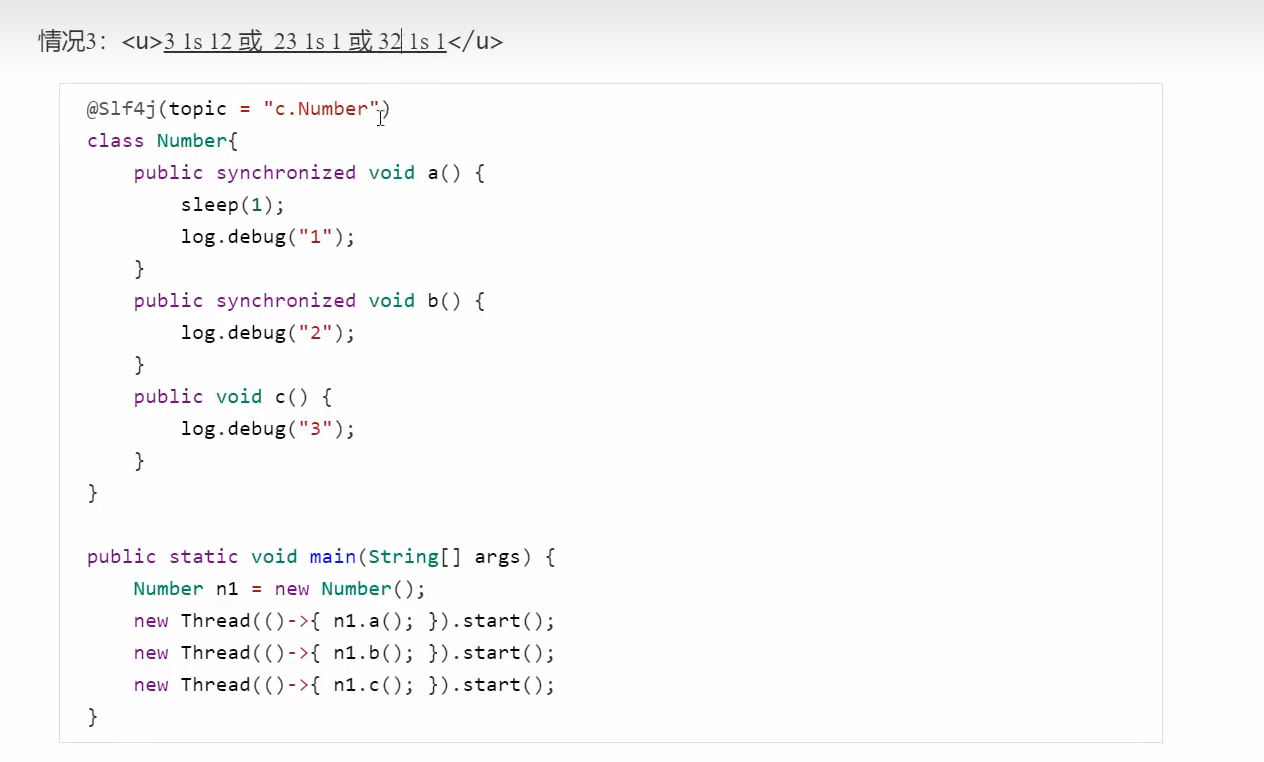 情况3：<u>3 1s 12 或 23 1s 1 或 32 1s 1</u>
@Slf4j(topic = "c.Number")
class Number{
    public synchronized void a() {
        sleep(1);
        log.debug("1");
    }
    public synchronized void b() {
        log.debug("2");
    }
    public void c() {
        log.debug("3");
    }
}

public static void main(String[] args) {
    Number n1 = new Number();
    new Thread(()->{ n1.a(); }).start();
    new Thread(()->{ n1.b(); }).start();
    new Thread(()->{ n1.c(); }).start();
}